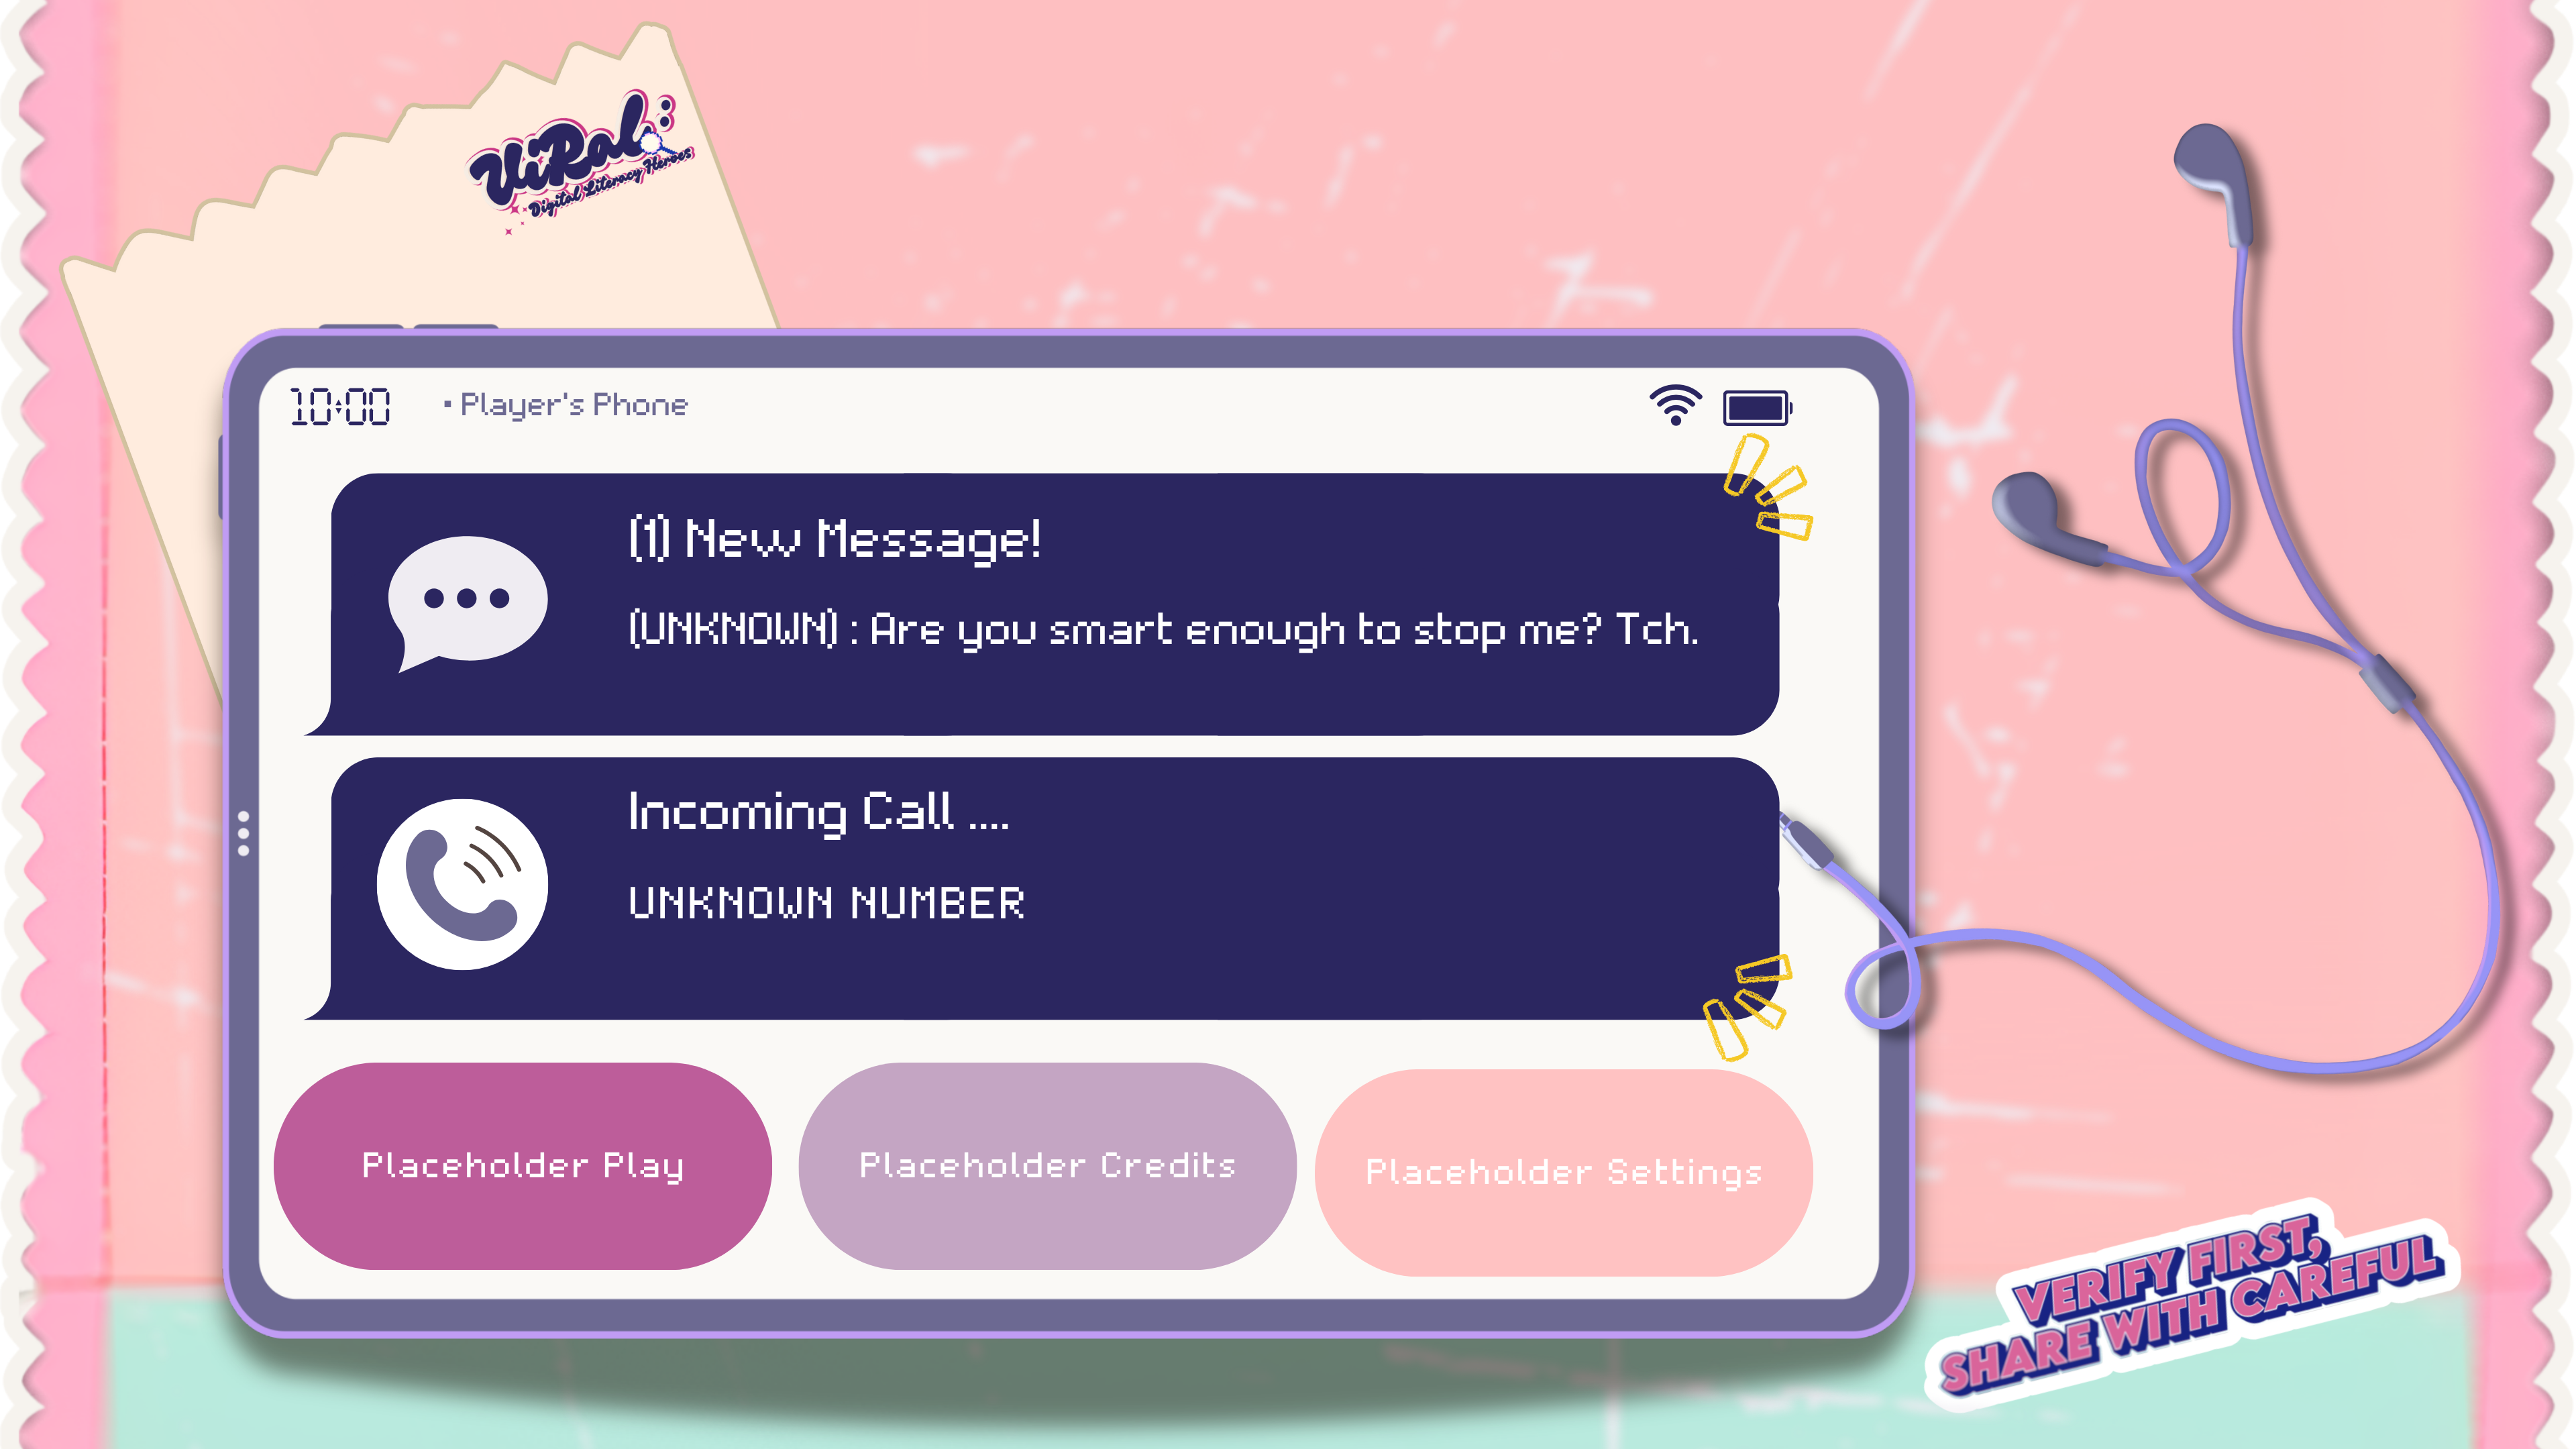 ViRal:
Digital Literacy Heroes
10:00
▪ Player's Phone
(1) New Message!
(UNKNOWN) : Are you smart enough to stop me? Tch.
Incoming Call ....
UNKNOWN NUMBER
Placeholder Play
Placeholder Credits
Placeholder Settings
VERIFY FIRST,
SHARE WITH CAREFUL